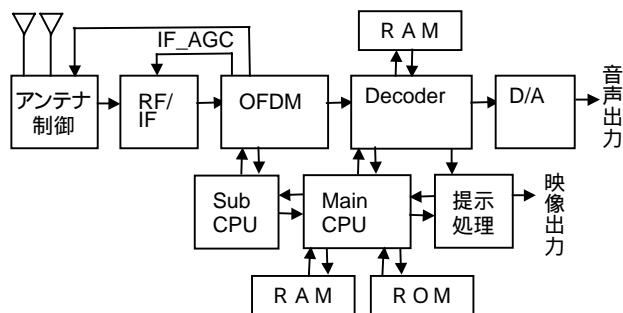 IF_AGC
ＲＡＭ
アンテナ
制御
RF/
IF
OFDM
Decoder
D/A
音声出力
Sub
CPU
Main
CPU
提示
処理
映像出力
ＲＡＭ
ＲＯＭ